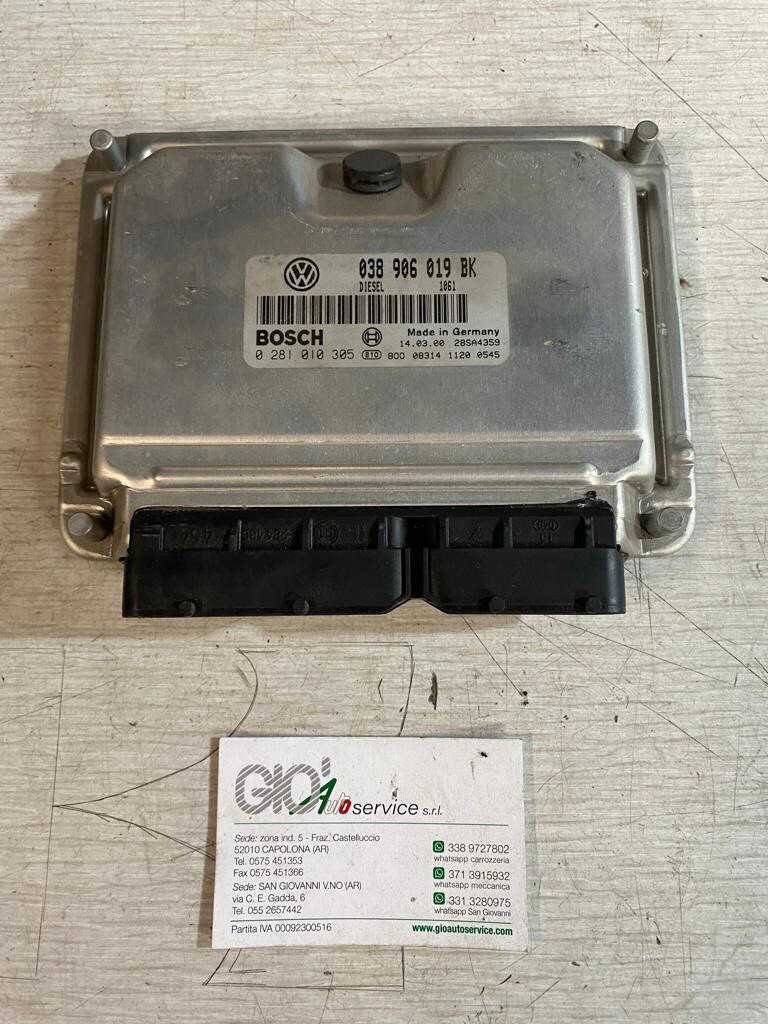 VW
038 906 019 BK
DIESEL 1061
BOSCH
Made in Germany
14.03.00 28SA4359
0 281 010 305 810 800 08314 1120 0545
GIO' Autoservice s.r.l.
Sede: zona ind. 5 - Fraz. Castelluccio
52010 CAPOLONA (AR)
Tel. 0575 451353
Fax 0575 451366
Sede: SAN GIOVANNI V.NO (AR)
via C. E. Gadda, 6
Tel. 055 2657442
Partita IVA 00092300516
338 9727802
whatsapp carrozzeria
371 3915932
whatsapp meccanica
331 3280975
whatsapp San Giovanni
www.gioautoservice.com